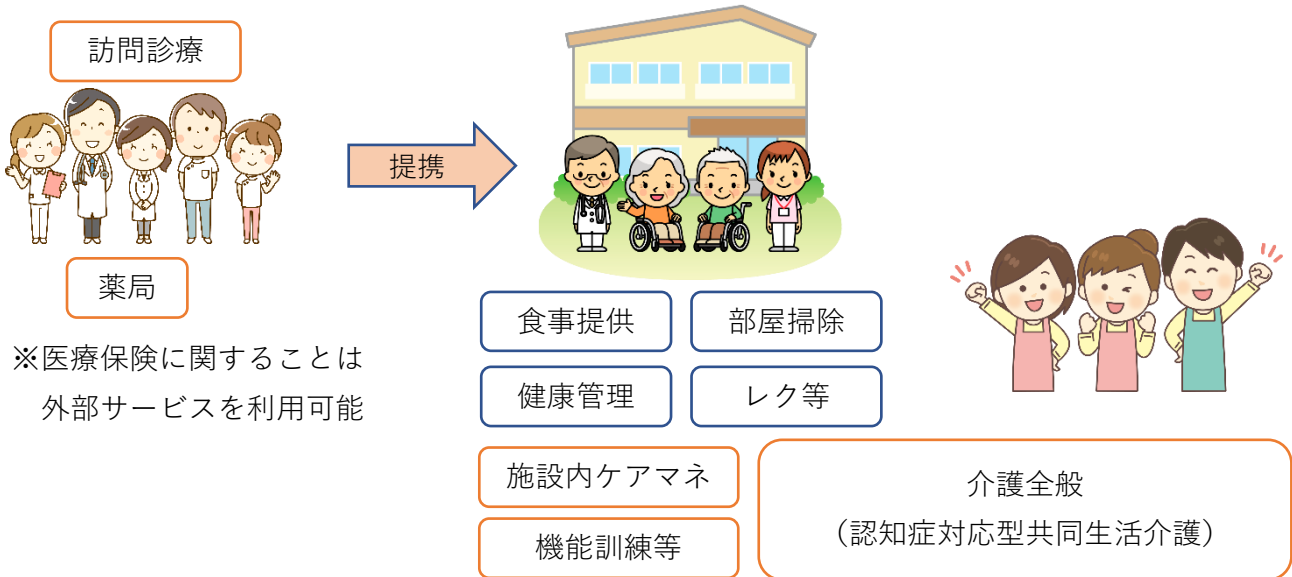 訪問診療
提携
薬局
※医療保険に関することは
外部サービスを利用可能
食事提供
部屋掃除
健康管理
レク等
施設内ケアマネ
機能訓練等
介護全般
（認知症対応型共同生活介護）